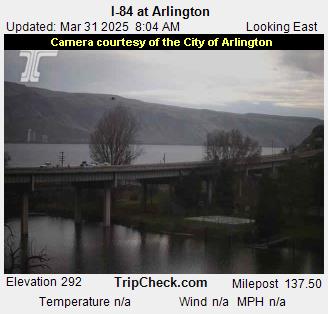 I-84 at Arlington
Updated: Mar 31 2025 8:04 AM Looking East
Camera courtesy of the City of Arlington
Elevation 292 TripCheck.com Milepost 137.50
Temperature n/a Wind n/a MPH n/a